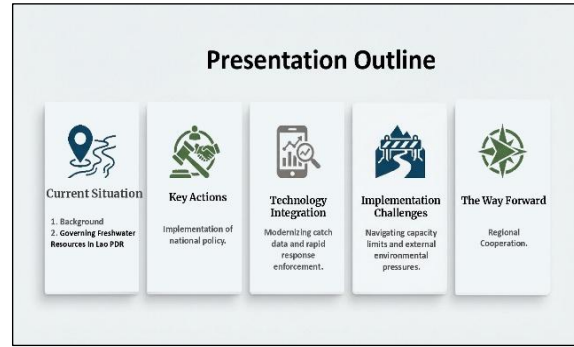 Presentation Outline
Current Situation
1. Background
2. Governing Freshwater
Resources in Lao PDR
Key Actions
Implementation of
national policy.
Technology
Integration
Modernizing catch
data and rapid
response
enforcement.
Implementation
Challenges
Navigating capacity
limits and external
environmental
pressures.
The Way Forward
Regional
Cooperation.